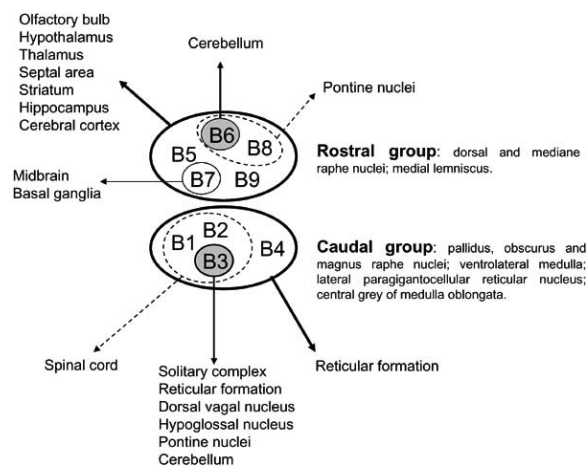 Olfactory bulb
Hypothalamus
Thalamus
Septal area
Striatum
Hippocampus
Cerebral cortex
Cerebellum
Pontine nuclei
B6
B8
B5
B7
B9
Midbrain
Basal ganglia
Rostral group: dorsal and mediane
raphe nuclei; medial lemniscus.
B2
B1
B3
B4
Caudal group: pallidus, obscurus and
magnus raphe nuclei; ventrolateral medulla;
lateral paragigantocellular reticular nucleus;
central grey of medulla oblongata.
Spinal cord
Solitary complex
Reticular formation
Dorsal vagal nucleus
Hypoglossal nucleus
Pontine nuclei
Cerebellum
Reticular formation